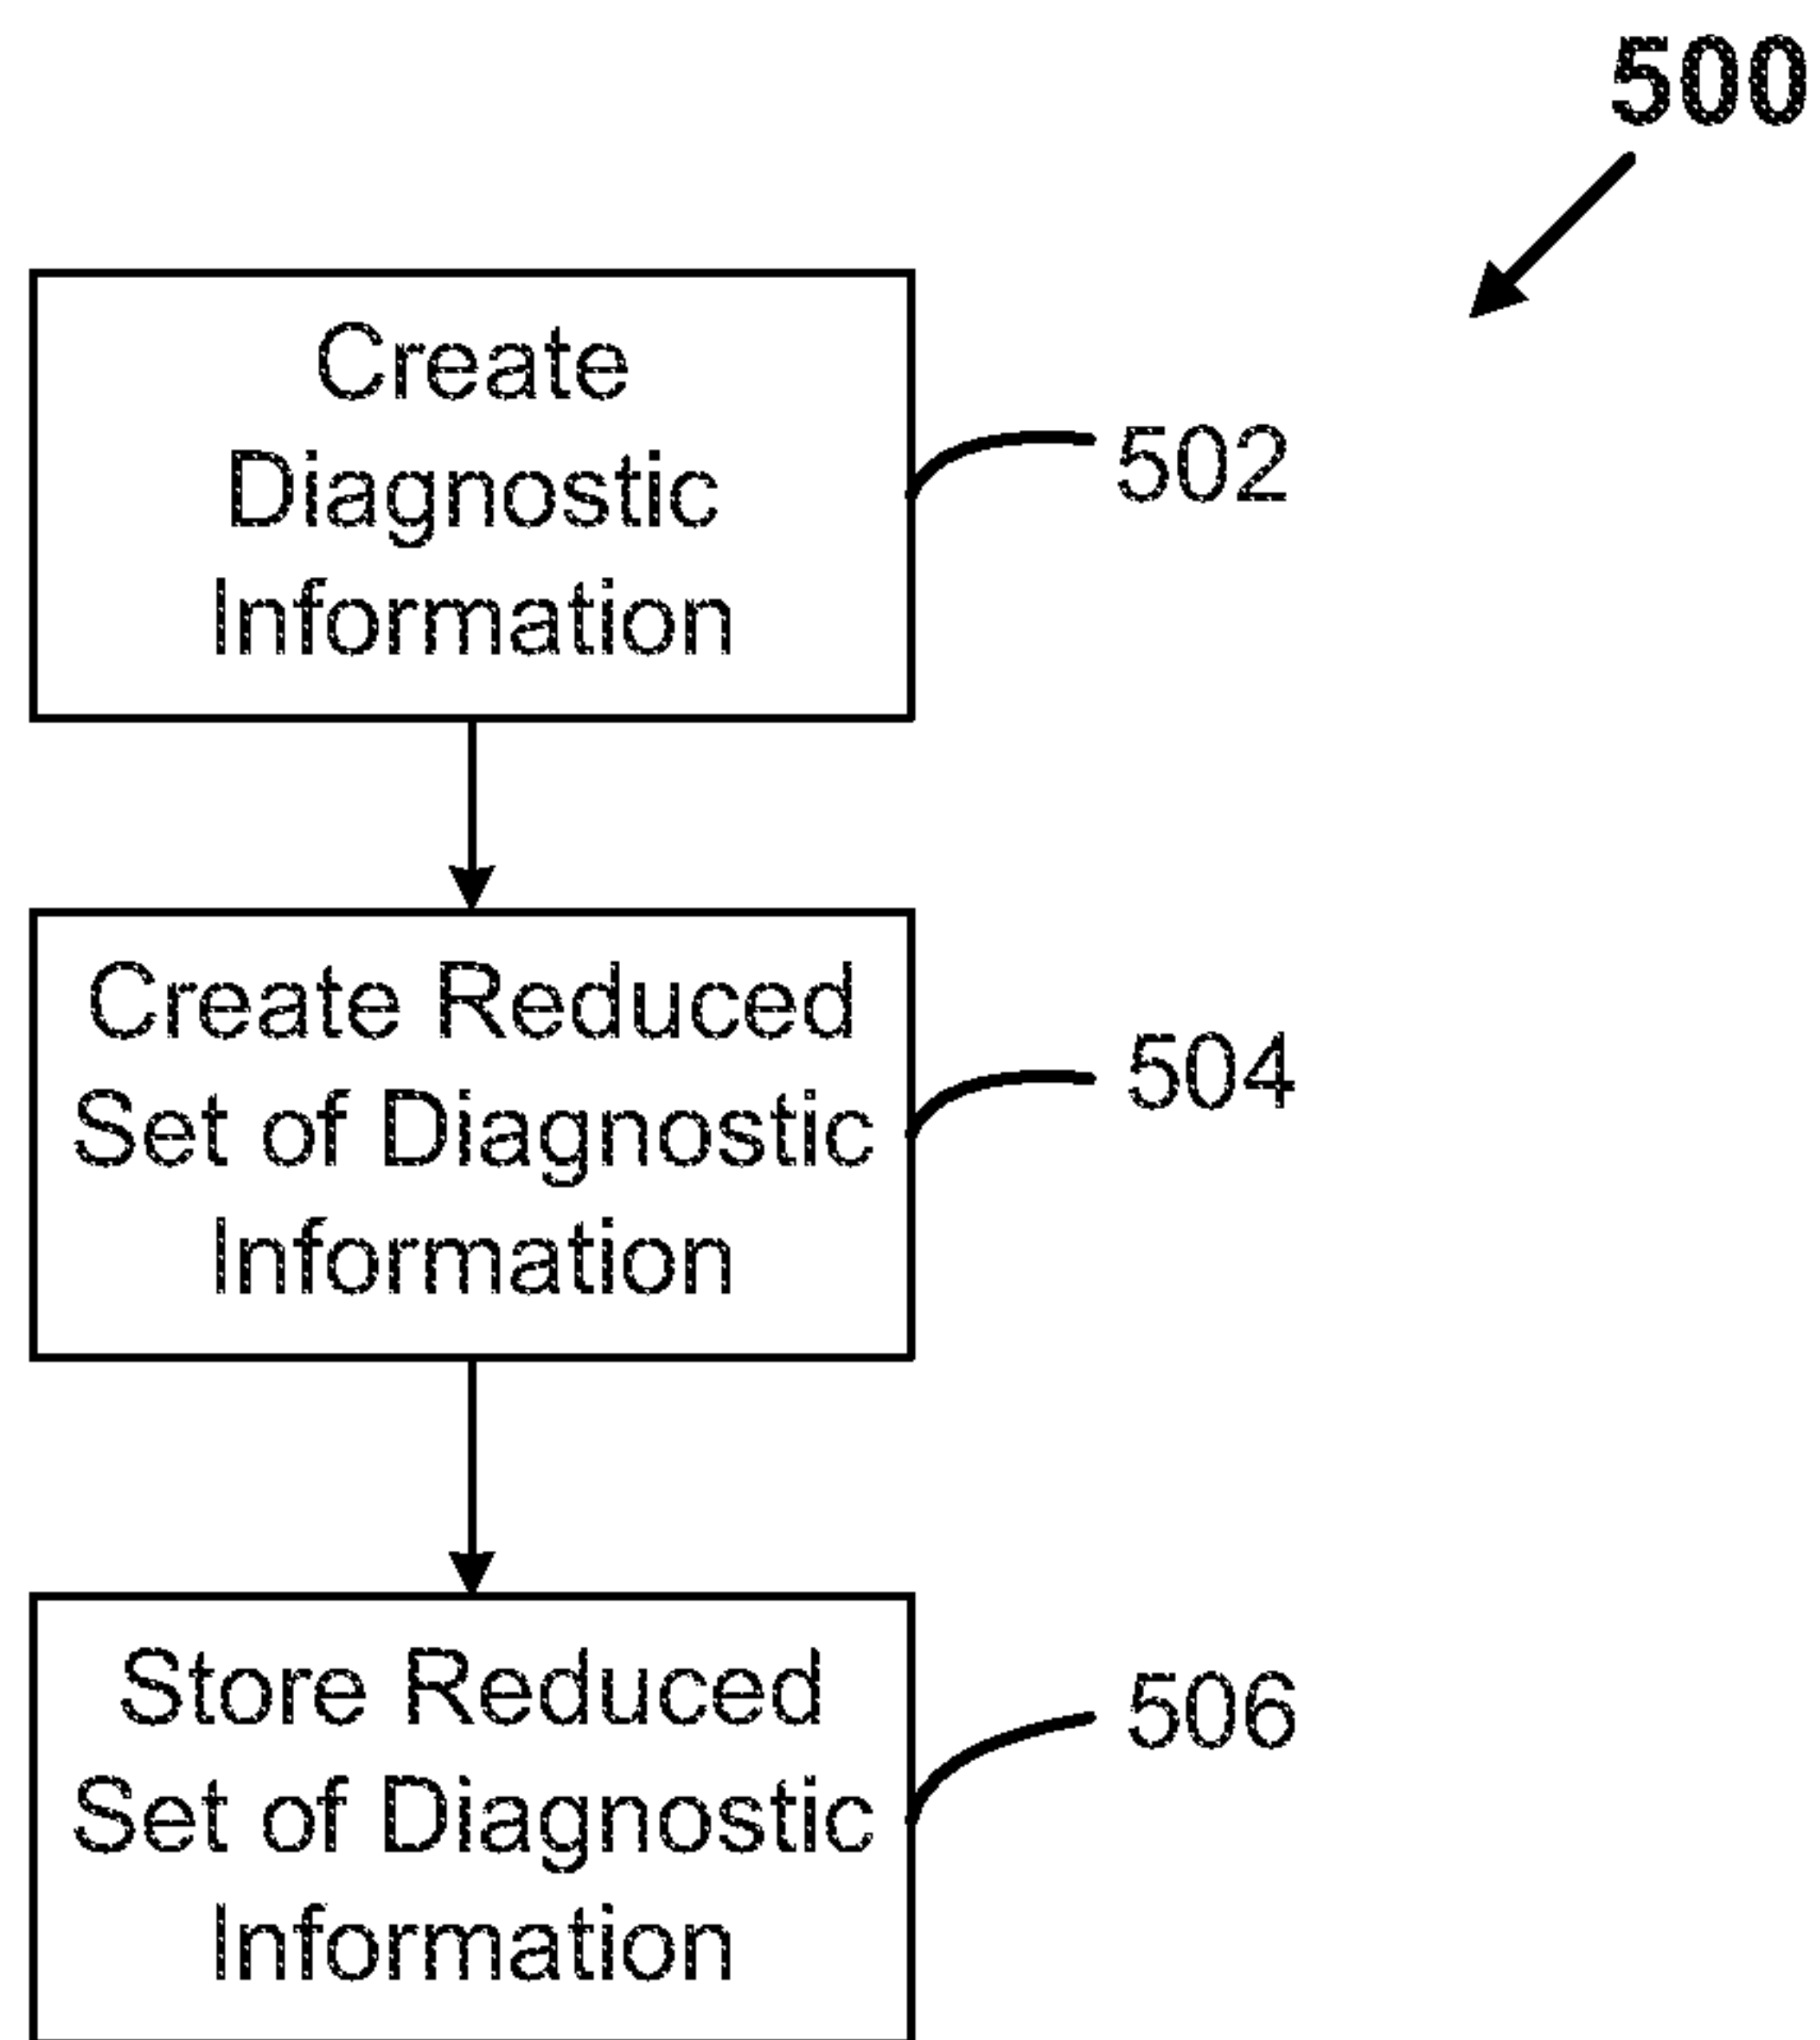 500
Create
Diagnostic
Information
502
Create Reduced
Set of Diagnostic
Information
504
Store Reduced
Set of Diagnostic
Information
506